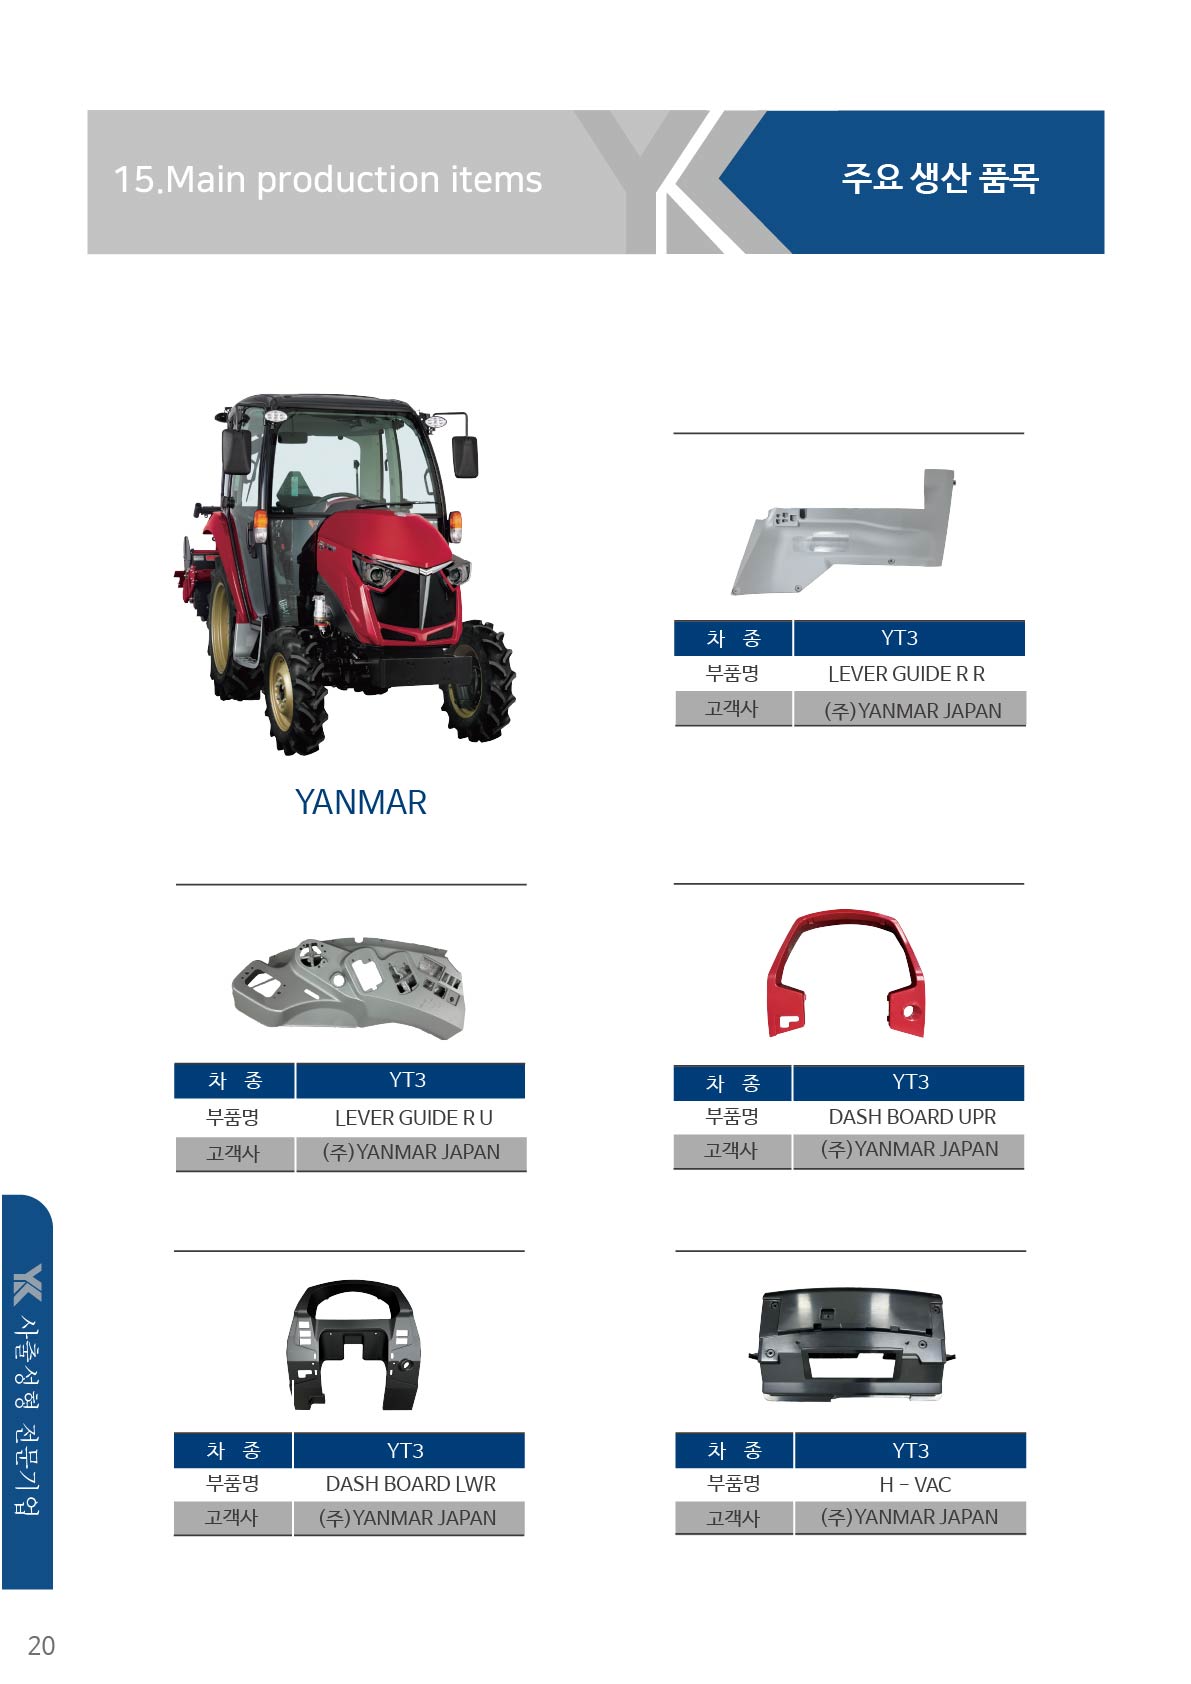 15.Main production items
주요 생산 품목
YANMAR
차 종 YT3
부품명 LEVER GUIDE R R
고객사 (주)YANMAR JAPAN
차 종 YT3
부품명 LEVER GUIDE R U
고객사 (주)YANMAR JAPAN
차 종 YT3
부품명 DASH BOARD UPR
고객사 (주)YANMAR JAPAN
차 종 YT3
부품명 DASH BOARD LWR
고객사 (주)YANMAR JAPAN
차 종 YT3
부품명 H - VAC
고객사 (주)YANMAR JAPAN
YK 사출성형 전문기업
20